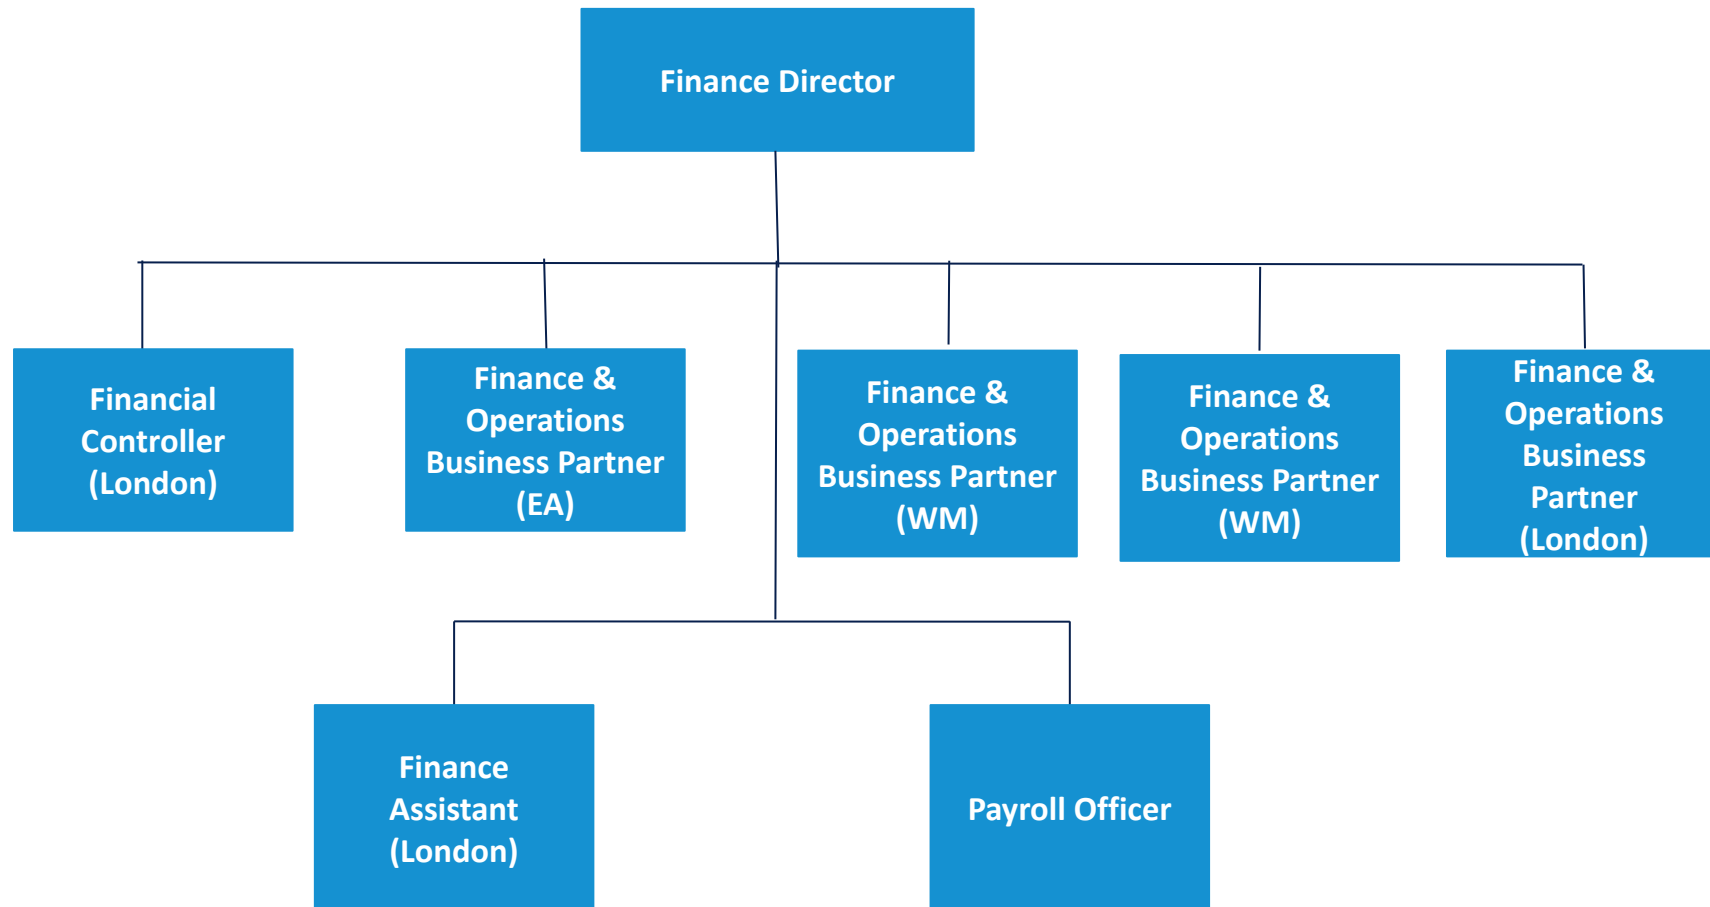 Finance Director
Financial
Controller
(London)
Finance &
Operations
Business Partner
(EA)
Finance &
Operations
Business Partner
(WM)
Finance &
Operations
Business Partner
(WM)
Finance &
Operations
Business
Partner
(London)
Finance
Assistant
(London)
Payroll Officer